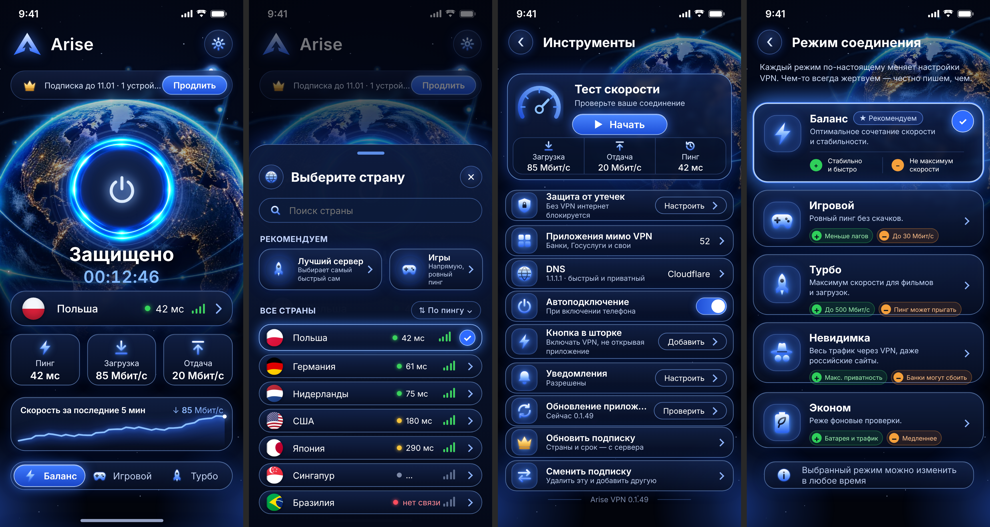 9:41
Arise
Подписка до 11.01 · 1 устрой...
Продлить
Защищено
00:12:46
Польша
42 мс
Пинг
42 мс
Загрузка
85 Мбит/с
Отдача
20 Мбит/с
Скорость за последние 5 мин
↓ 85 Мбит/с
Баланс
Игровой
Турбо
9:41
Arise
Подписка до 11.01 · 1 устрой...
Продлить
Выберите страну
Поиск страны
РЕКОМЕНДУЕМ
Лучший сервер
Выбирает самый
быстрый сам
Игры
Напрямую,
ровный
пинг
ВСЕ СТРАНЫ
⇅ По пингу
Польша
42 мс
Германия
61 мс
Нидерланды
75 мс
США
180 мс
Япония
290 мс
Сингапур
...
Бразилия
нет связи
9:41
Инструменты
Тест скорости
Проверьте ваше соединение
Начать
Загрузка
85 Мбит/с
Отдача
20 Мбит/с
Пинг
42 мс
Защита от утечек
Без VPN интернет
блокируется
Настроить
Приложения мимо VPN
Банки, Госуслуги и свои
52
DNS
1.1.1.1 · быстрый и приватный
Cloudflare
Автоподключение
При включении телефона
Кнопка в шторке
Включать VPN, не открывая
приложение
Добавить
Уведомления
Разрешены
Настроить
Обновление прилож...
Сейчас 0.1.49
Проверить
Обновить подписку
Страны и срок — с сервера
Сменить подписку
Удалить эту и добавить другую
Arise VPN 0.1.49
9:41
Режим соединения
Каждый режим по-настоящему меняет настройки
VPN. Чем-то всегда жертвуем — честно пишем, чем.
Баланс
★ Рекомендуем
Оптимальное сочетание скорости
и стабильности.
Стабильно
и быстро
Не максимум
скорости
Игровой
Ровный пинг без скачков.
Меньше лагов
До 30 Мбит/с
Турбо
Максимум скорости для фильмов
и загрузок.
До 500 Мбит/с
Пинг может прыгать
Невидимка
Весь трафик через VPN, даже
российские сайты.
Макс. приватность
Банки могут сбоить
Эконом
Реже фоновые проверки.
Батарея и трафик
Медленнее
Выбранный режим можно изменить
в любое время